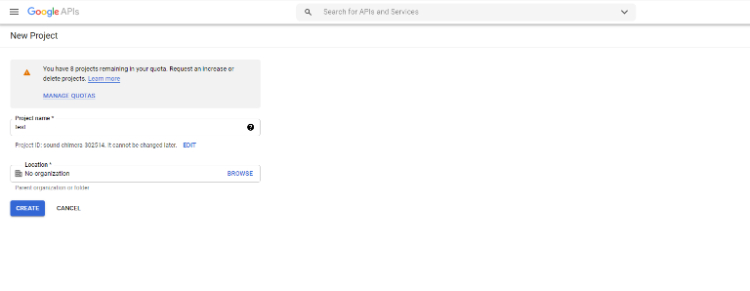 Google APIs
Search for APIs and Services
New Project
You have 8 projects remaining in your quota. Request an increase or
delete projects. Learn more
MANAGE QUOTAS
Project name *
test
Project ID: sound-chimera-302514. It cannot be changed later. EDIT
Location *
No organization BROWSE
Parent organization or folder
CREATE CANCEL